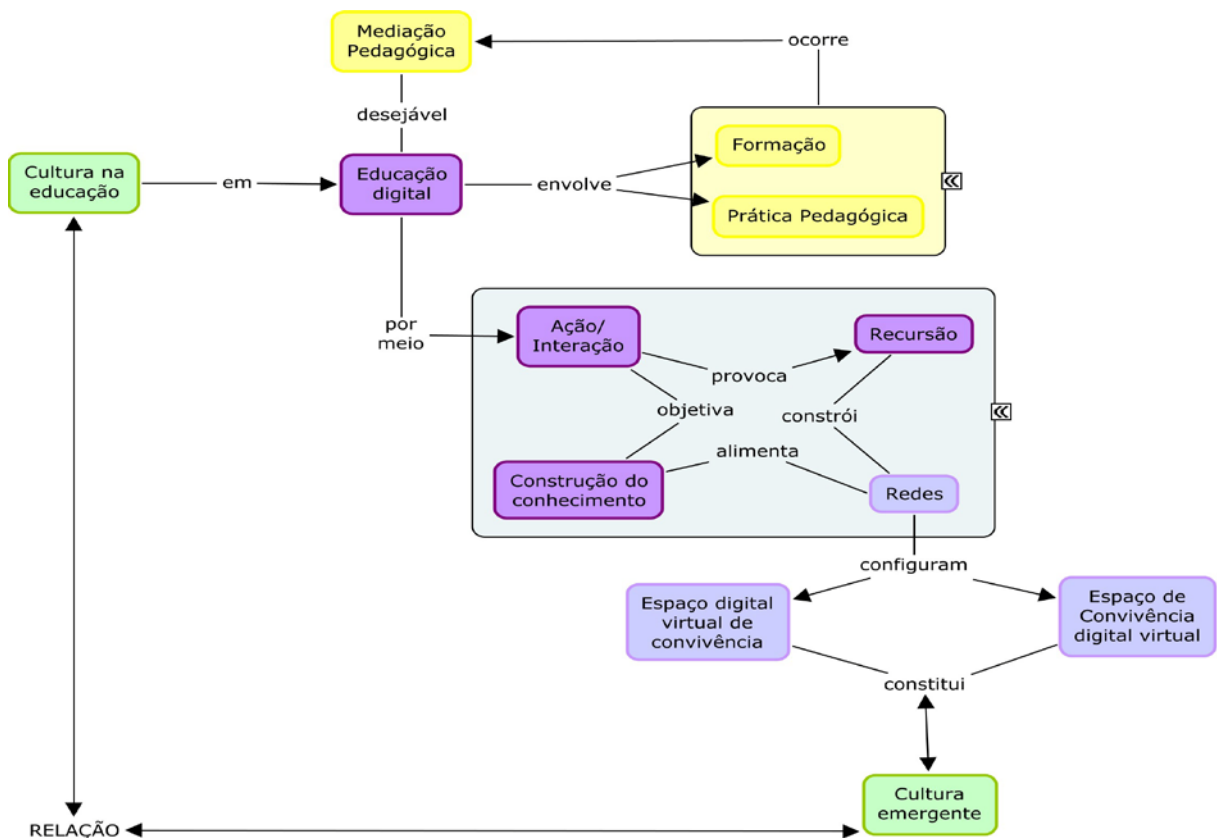 Mediação
Pedagógica
ocorre
desejável
Formação
Cultura na
educação
em
Educação
digital
envolve
Prática Pedagógica
por
meio
Ação/
Interação
Recursão
provoca
objetiva
constrói
alimenta
Construção do
conhecimento
Redes
configuram
Espaço digital
virtual de
convivência
Espaço de
Convivência
digital virtual
constitui
Cultura
emergente
RELAÇÃO